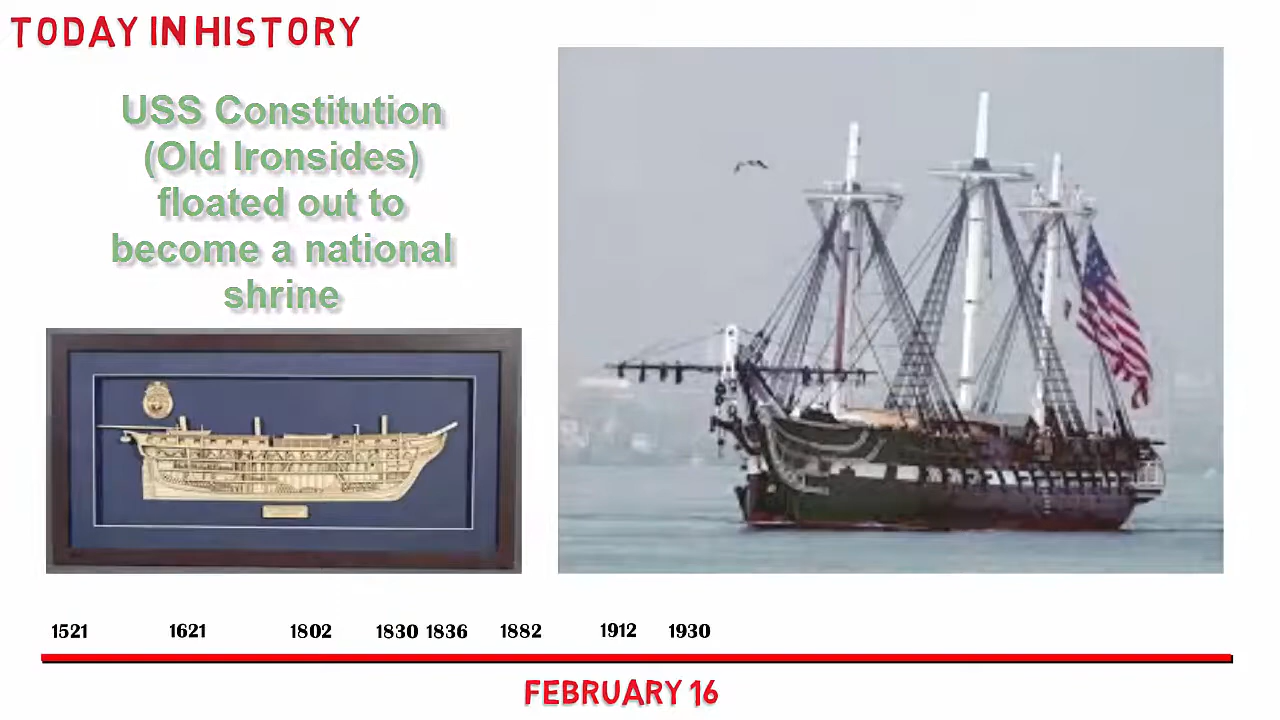 TODAY IN HISTORY
USS Constitution
(Old Ironsides)
floated out to
become a national
shrine
1521 1621 1802 1830 1836 1882 1912 1930
FEBRUARY 16